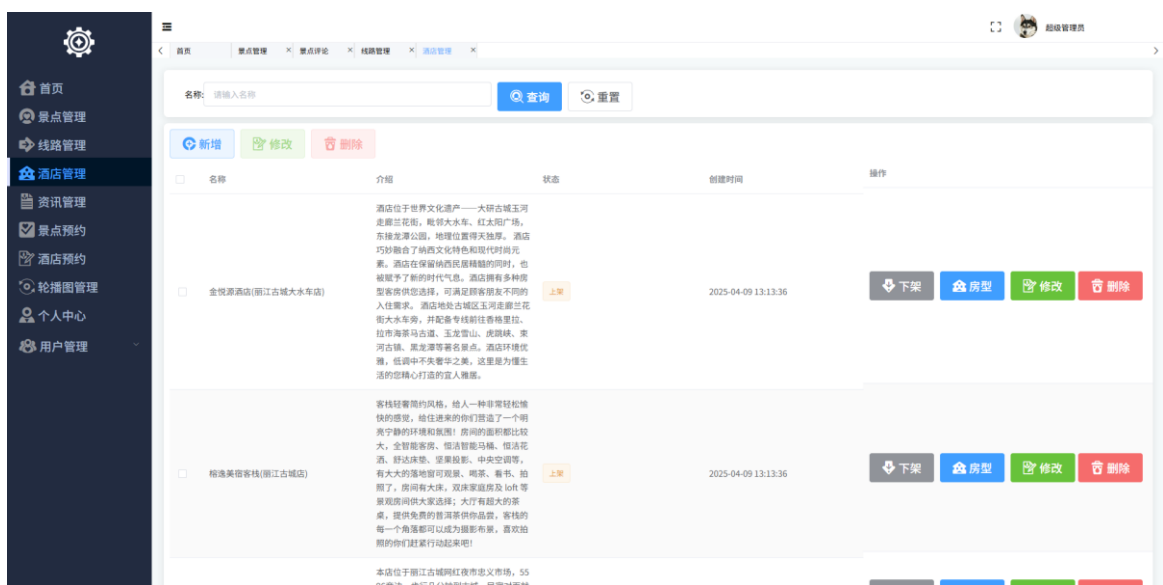 超级管理员
首页 景点管理 × 景点评论 × 线路管理 × 酒店管理 ×
首页
景点管理
线路管理
酒店管理
资讯管理
景点预约
酒店预约
轮播图管理
个人中心
用户管理
名称: 请输入名称 查询 重置
新增 修改 删除
名称 介绍 状态 创建时间 操作
酒店位于世界文化遗产——大研古城玉河
走廊兰花街，毗邻大水车、红太阳广场，
东接龙潭公园，地理位置得天独厚。 酒店
巧妙融合了纳西文化特色和现代时尚元
素。酒店在保留纳西民居精髓的同时，也
被赋予了新的时代气息。酒店拥有多种房
型客房供您选择，可满足顾客朋友不同的
入住需求。 酒店地处古城区玉河走廊兰花
街大水车旁，并配备专线前往香格里拉、
拉市海茶马古道、玉龙雪山、虎跳峡、束
河古镇、黑龙潭等著名景点。酒店环境优
雅，低调中不失奢华之美，这里是为懂生
活的您精心打造的宜人雅居。
金悦源酒店(丽江古城大水车店) 上架 2025-04-09 13:13:36 下架 房型 修改 删除
客栈轻奢简约风格，给人一种非常轻松愉
快的感觉，给住进来的你们营造了一个明
亮宁静的环境和氛围！房间的面积都比较
大，全智能客房、恒洁智能马桶、恒洁花
洒、舒达床垫、坚果投影、中央空调等，
有大大的落地窗可观景、喝茶、看书、拍
照了，房间有大床，双床家庭房及 loft 等
景观房间供大家选择；大厅有超大的茶
桌，提供免费的普洱茶供你品尝，客栈的
每一个角落都可以成为摄影布景，喜欢拍
照的你们赶紧行动起来吧！
榕逸美宿客栈(丽江古城店) 上架 2025-04-09 13:13:36 下架 房型 修改 删除
本店位于丽江古城网红夜市忠义市场，55